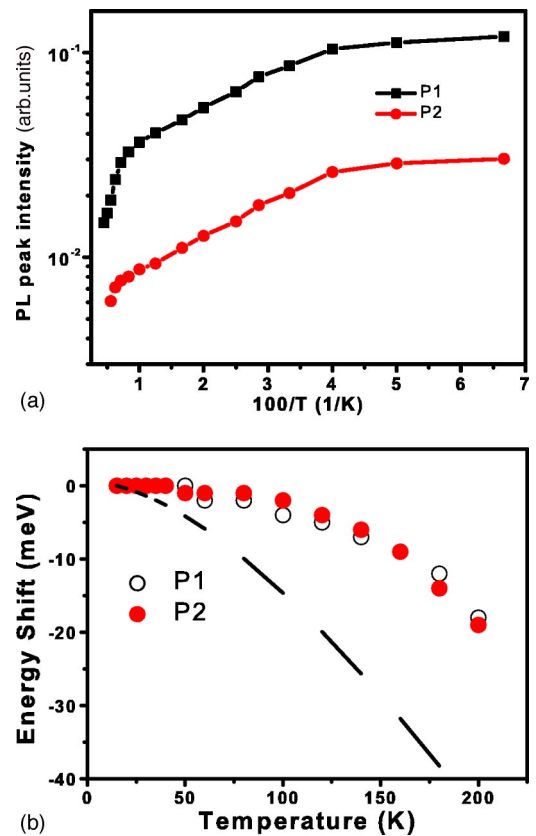 PL peak intensity (arb.units)
10⁻¹
10⁻²
P1
P2
1 2 3 4 5 6 7
100/T (1/K)
(a)
Energy Shift (meV)
0
-10
-20
-30
-40
P1
P2
0 50 100 150 200
Temperature (K)
(b)